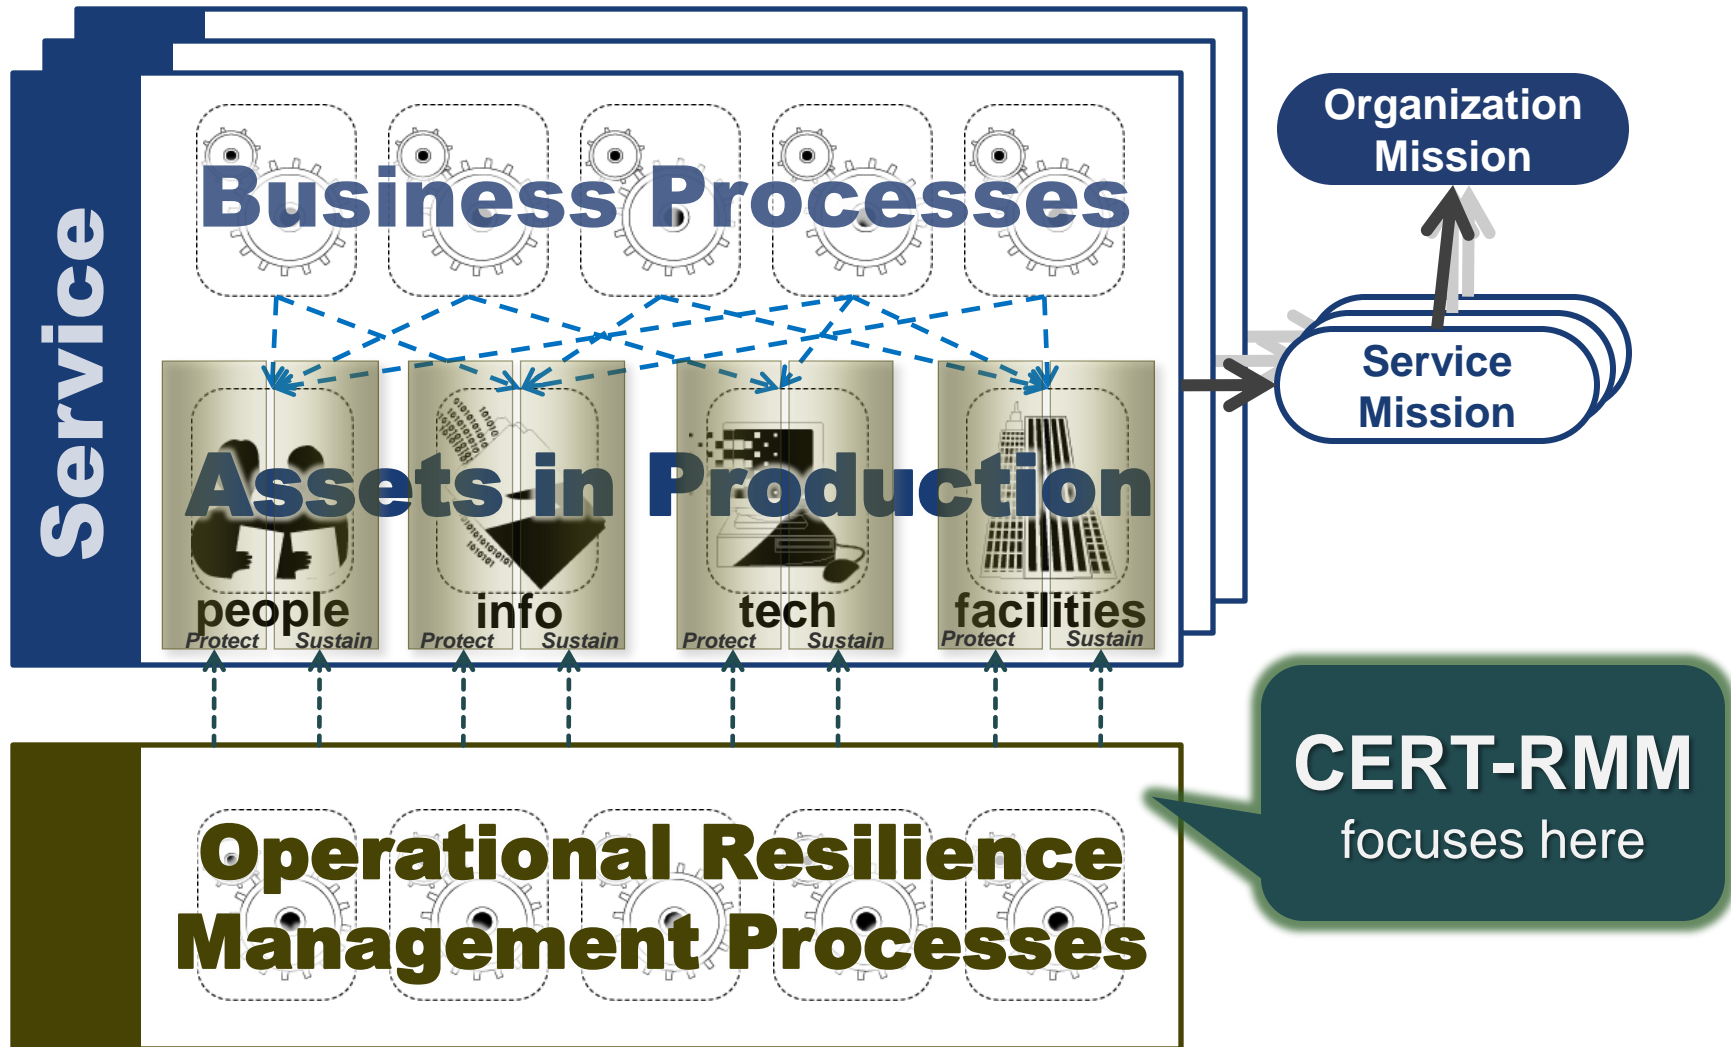 Service
Business Processes
Assets in Production
people
Protect Sustain
info
Protect Sustain
tech
Protect Sustain
facilities
Protect Sustain
Organization
Mission
Service
Mission
Operational Resilience
Management Processes
CERT-RMM
focuses here